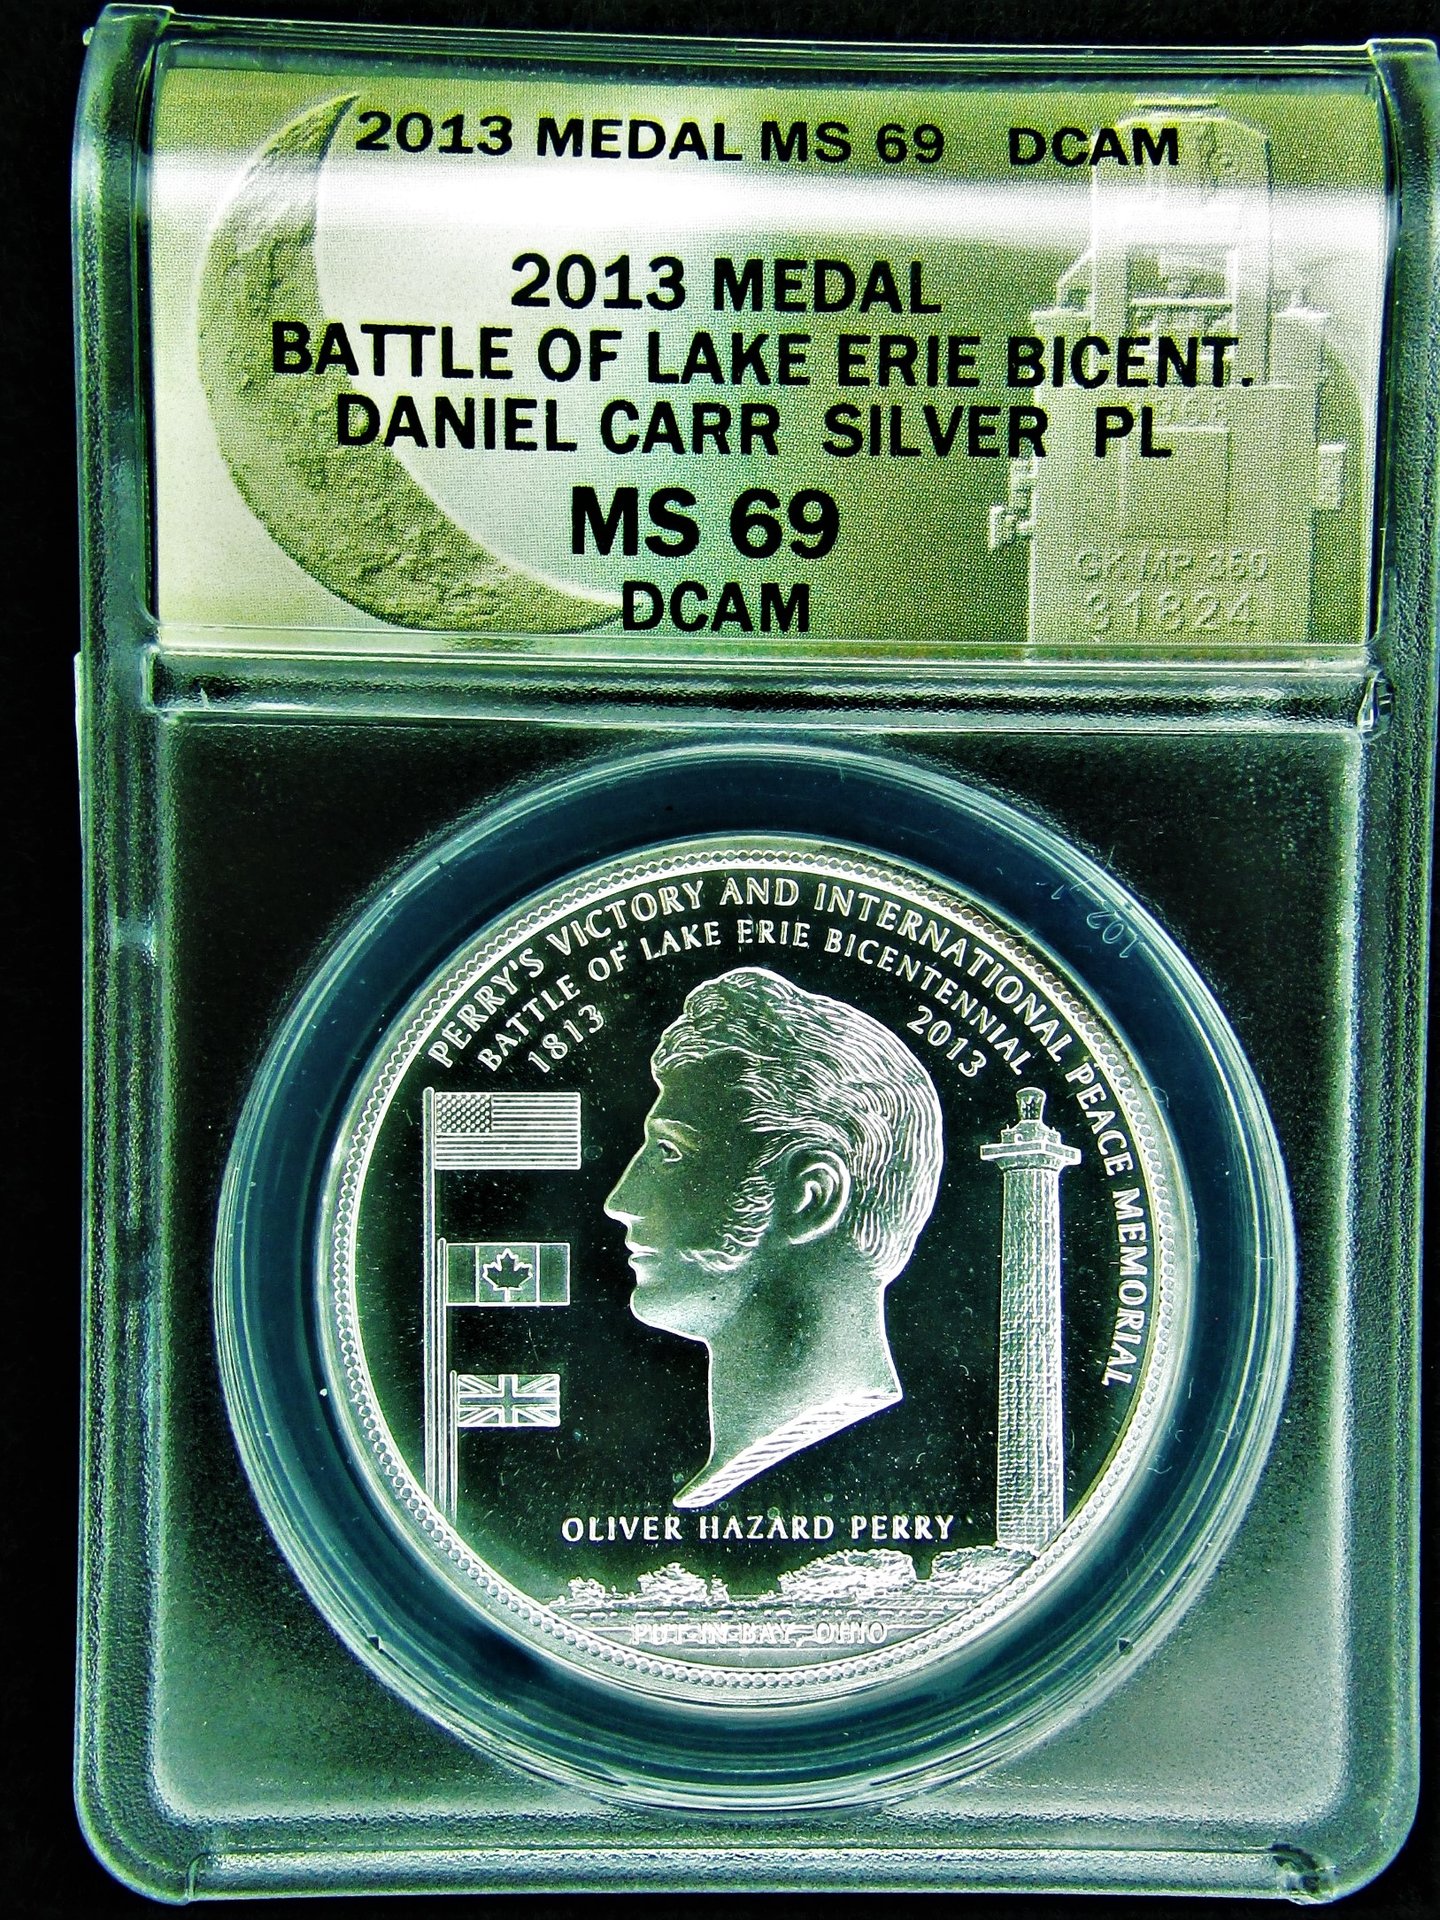 2013 MEDAL MS 69 DCAM
2013 MEDAL
BATTLE OF LAKE ERIE BICENT.
DANIEL CARR SILVER PL
MS 69
DCAM
31824
PERRY'S VICTORY AND INTERNATIONAL PEACE MEMORIAL
BATTLE OF LAKE ERIE BICENTENNIAL
1813 2013
OLIVER HAZARD PERRY
PUT-IN-BAY, OHIO